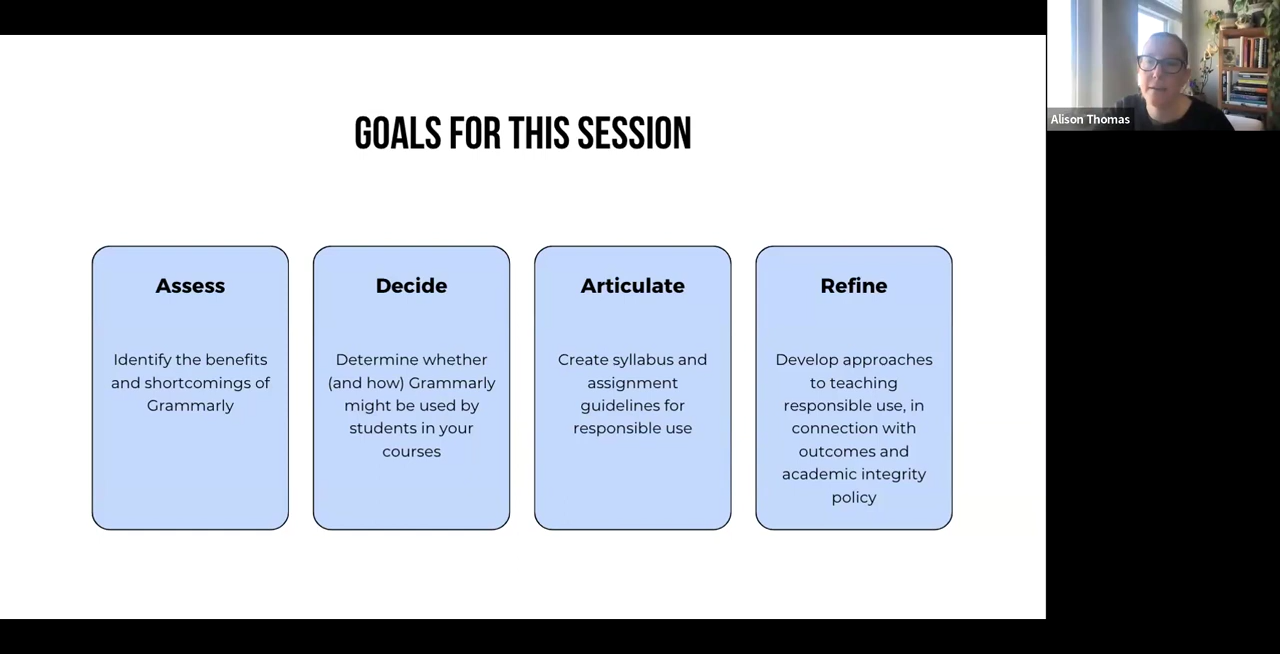 GOALS FOR THIS SESSION
Assess
Identify the benefits
and shortcomings of
Grammarly
Decide
Determine whether
(and how) Grammarly
might be used by
students in your
courses
Articulate
Create syllabus and
assignment
guidelines for
responsible use
Refine
Develop approaches
to teaching
responsible use, in
connection with
outcomes and
academic integrity
policy
Alison Thomas